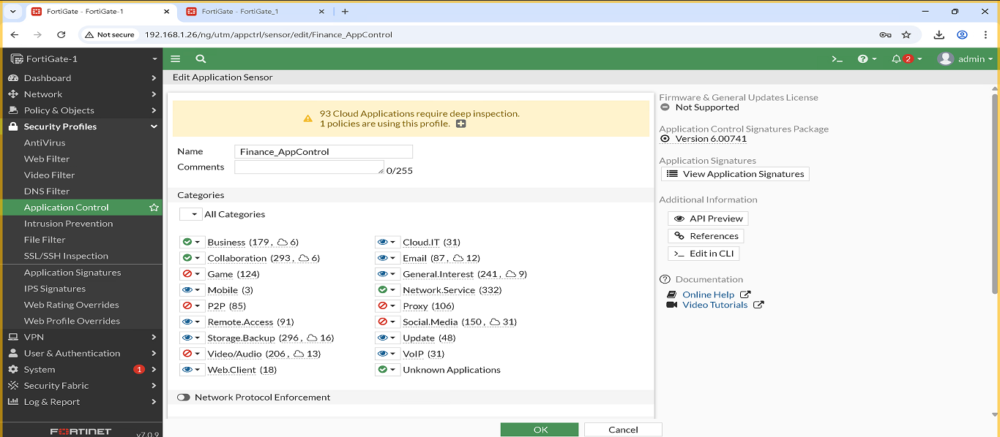 FortiGate - FortiGate-1
FortiGate - FortiGate_1
Not secure
192.168.1.26/ng/utm/appctrl/sensor/edit/Finance_AppControl
FortiGate-1
2
admin
Dashboard
Network
Policy & Objects
Security Profiles
AntiVirus
Web Filter
Video Filter
DNS Filter
Application Control
Intrusion Prevention
File Filter
SSL/SSH Inspection
Application Signatures
IPS Signatures
Web Rating Overrides
Web Profile Overrides
VPN
User & Authentication
System 1
Security Fabric
Log & Report
FORTINET
v7.0.9
Edit Application Sensor
93 Cloud Applications require deep inspection.
1 policies are using this profile.
Name Finance_AppControl
Comments 0/255
Categories
All Categories
Business (179, 6) Cloud.IT (31)
Collaboration (293, 6) Email (87, 12)
Game (124) General.Interest (241, 9)
Mobile (3) Network.Service (332)
P2P (85) Proxy (106)
Remote.Access (91) Social.Media (150, 31)
Storage.Backup (296, 16) Update (48)
Video/Audio (206, 13) VoIP (31)
Web.Client (18) Unknown Applications
Network Protocol Enforcement
OK Cancel
Firmware & General Updates License
Not Supported
Application Control Signatures Package
Version 6.00741
Application Signatures
View Application Signatures
Additional Information
API Preview
References
>_ Edit in CLI
Documentation
Online Help
Video Tutorials